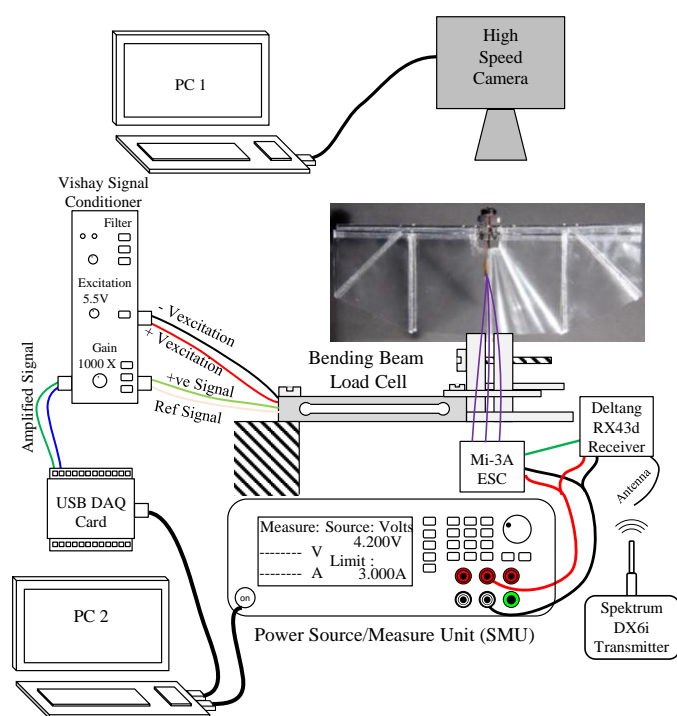 PC 1
High
Speed
Camera
Vishay Signal
Conditioner
Filter
Excitation
5.5V
Gain
1000 X
- Vexcitation
+ Vexcitation
+ve Signal
Ref Signal
Amplified Signal
Bending Beam
Load Cell
Deltang
RX43d
Receiver
Mi-3A
ESC
Antenna
USB DAQ
Card
Measure: Source: Volts
4.200V
-------- V
Limit :
-------- A
3.000A
on
Power Source/Measure Unit (SMU)
Spektrum
DX6i
Transmitter
PC 2